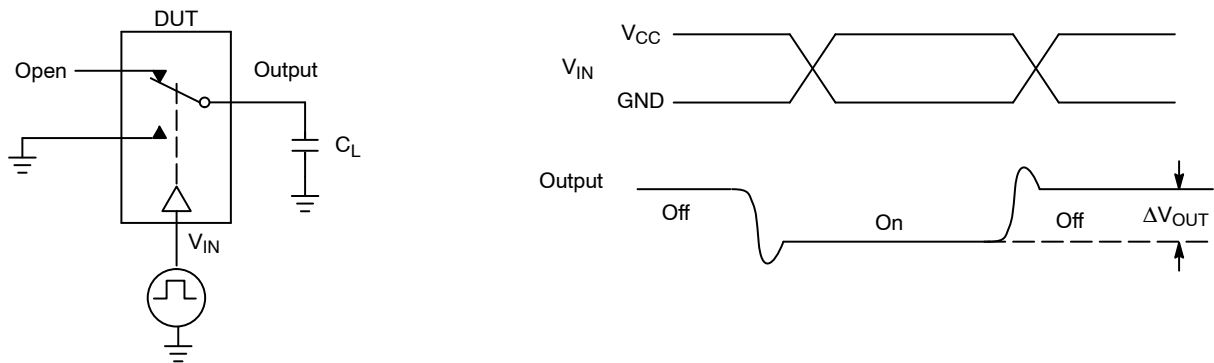 DUT
Open
Output
C_L
V_IN
V_CC
V_IN
GND
Output
Off
On
Off
ΔV_OUT